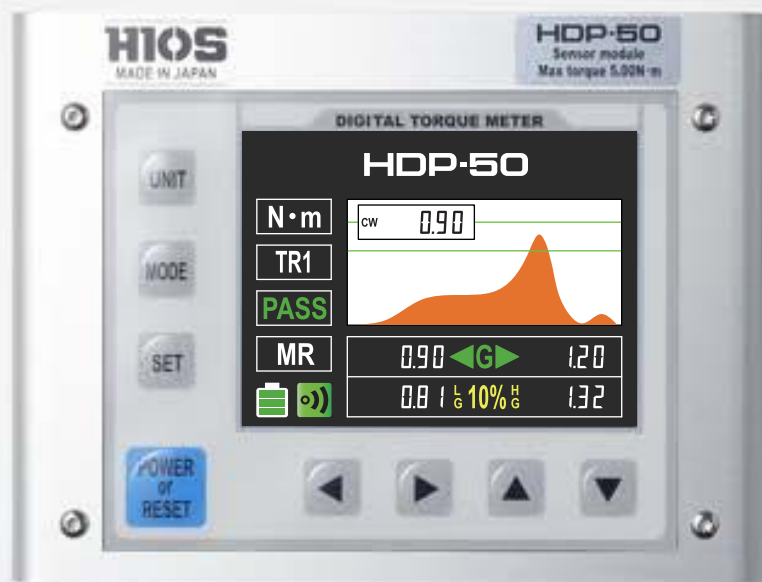 HIOS
MADE IN JAPAN
HDP-50
Sensor module
Max torque 5.00N·m
DIGITAL TORQUE METER
HDP-50
UNIT
MODE
SET
POWER
or
RESET
N·m
TR1
PASS
MR
CW 0.90
0.90 G 1.20
0.81 L G 10% H G 1.32